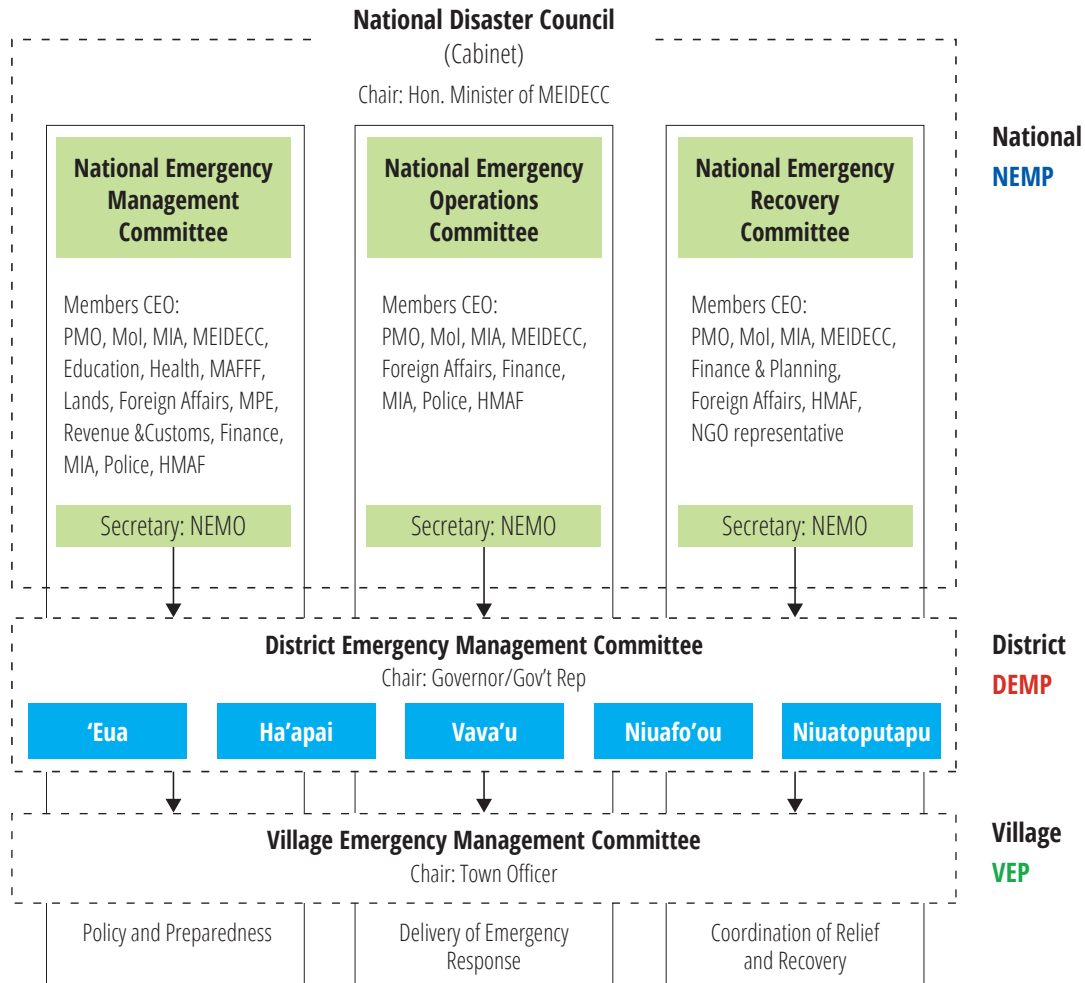 National Disaster Council
(Cabinet)
Chair: Hon. Minister of MEIDECC
National
NEMP
National Emergency
Management
Committee
Members CEO:
PMO, MoI, MIA, MEIDECC,
Education, Health, MAFFF,
Lands, Foreign Affairs, MPE,
Revenue &Customs, Finance,
MIA, Police, HMAF
Secretary: NEMO
National Emergency
Operations
Committee
Members CEO:
PMO, MoI, MIA, MEIDECC,
Foreign Affairs, Finance,
MIA, Police, HMAF
Secretary: NEMO
National Emergency
Recovery
Committee
Members CEO:
PMO, MoI, MIA, MEIDECC,
Finance & Planning,
Foreign Affairs, HMAF,
NGO representative
Secretary: NEMO
District Emergency Management Committee
Chair: Governor/Gov't Rep
District
DEMP
‘Eua
Ha’apai
Vava’u
Niuafo’ou
Niuatoputapu
Village Emergency Management Committee
Chair: Town Officer
Village
VEP
Policy and Preparedness
Delivery of Emergency
Response
Coordination of Relief
and Recovery